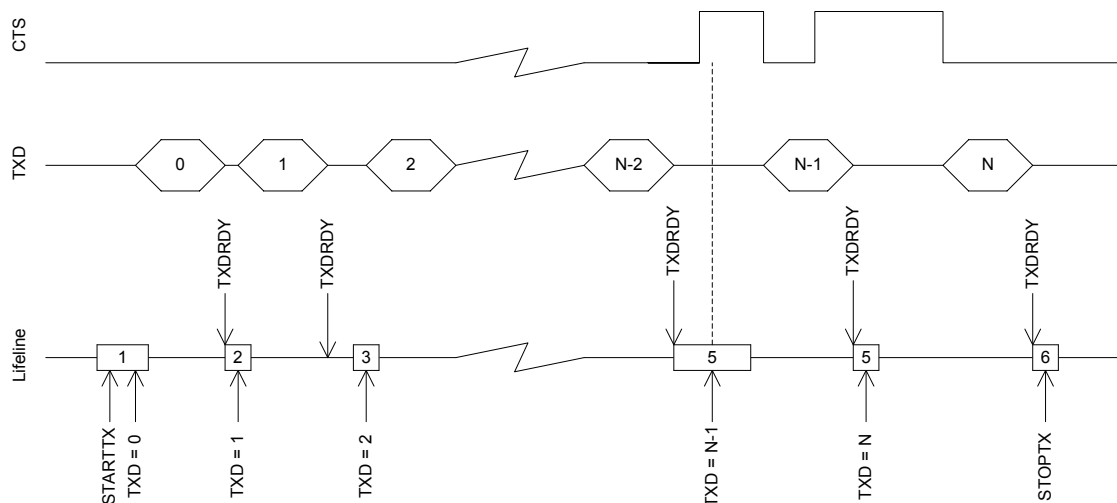 CTS
TXD
0
1
2
N-2
N-1
N
TXDRDY
TXDRDY
TXDRDY
TXDRDY
TXDRDY
Lifeline
1
2
3
5
5
6
STARTTX
TXD = 0
TXD = 1
TXD = 2
TXD = N-1
TXD = N
STOPTX